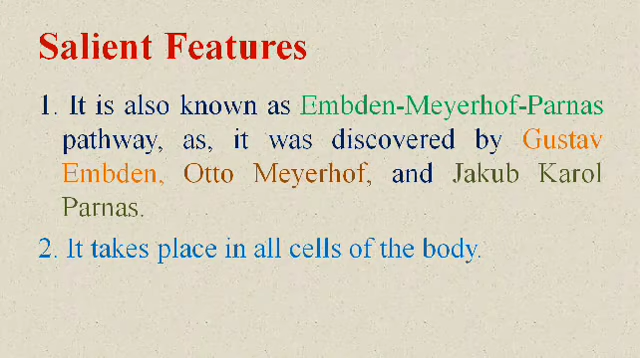 Salient Features
1. It is also known as Embden-Meyerhof-Parnas
pathway, as, it was discovered by Gustav
Embden, Otto Meyerhof, and Jakub Karol
Parnas.
2. It takes place in all cells of the body.